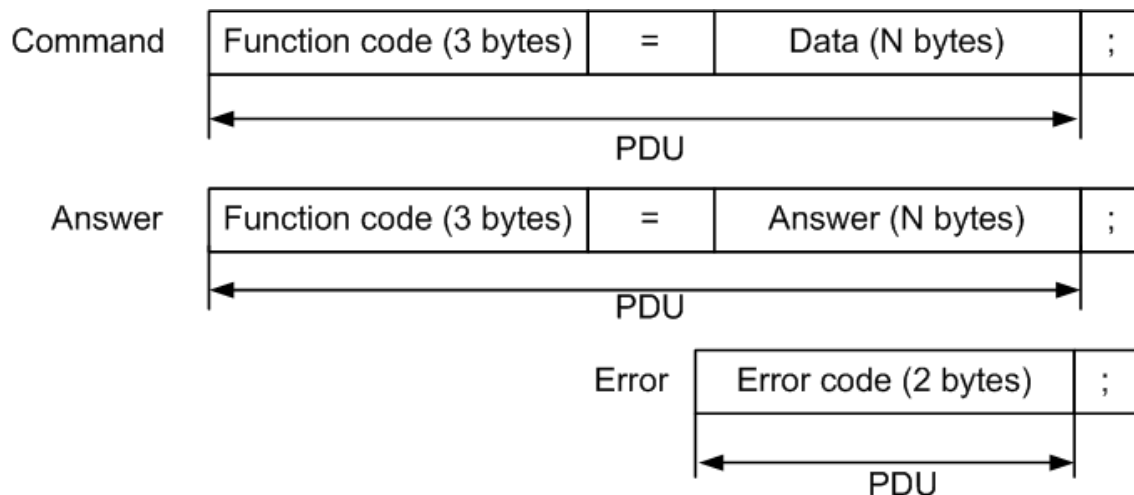 Command Function code (3 bytes) = Data (N bytes) ;
PDU
Answer Function code (3 bytes) = Answer (N bytes) ;
PDU
Error Error code (2 bytes) ;
PDU